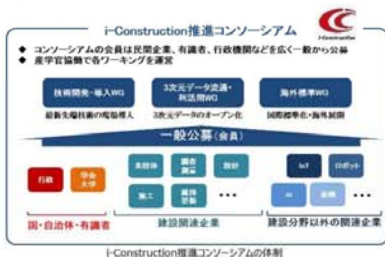 i-Construction推進コンソーシアム
i-Construction
◆ コンソーシアムの会員は民間企業、有識者、行政機関などを広く一般から公募
◆ 産学官協働で各ワーキングを運営
技術開発・導入WG
3次元データ流通・
利活用WG
海外標準WG
最新先端技術の現場導入
3次元データのオープン化
国際標準化・海外展開
一般公募(会員)
行政
学会
大学
調査
測量
設計
IoT
ロボット
施工
維持
更新
・・・
AI
金融
・・・
国・自治体・有識者
建設関連企業
建設分野以外の関連企業
i-Construction推進コンソーシアムの体制